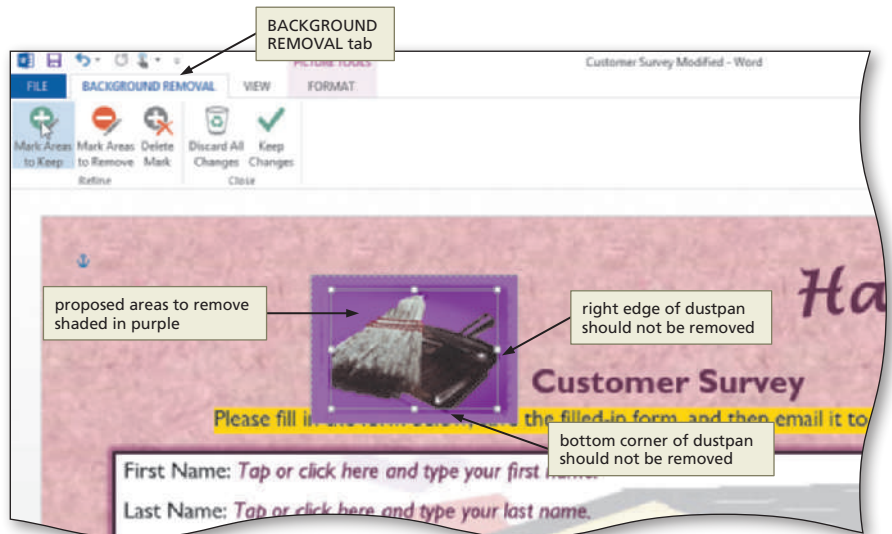 BACKGROUND
REMOVAL tab
PICTURE TOOLS
Customer Survey Modified - Word
FILE BACKGROUND REMOVAL VIEW FORMAT
Mark Areas Mark Areas Delete Discard All Keep
to Keep to Remove Mark Changes Changes
Refine Close
proposed areas to remove
shaded in purple
right edge of dustpan
should not be removed
Ha
Customer Survey
Please fill in the form below, the filled-in form, and then email it to
bottom corner of dustpan
should not be removed
First Name: Tap or click here and type your first name.
Last Name: Tap or click here and type your last name.